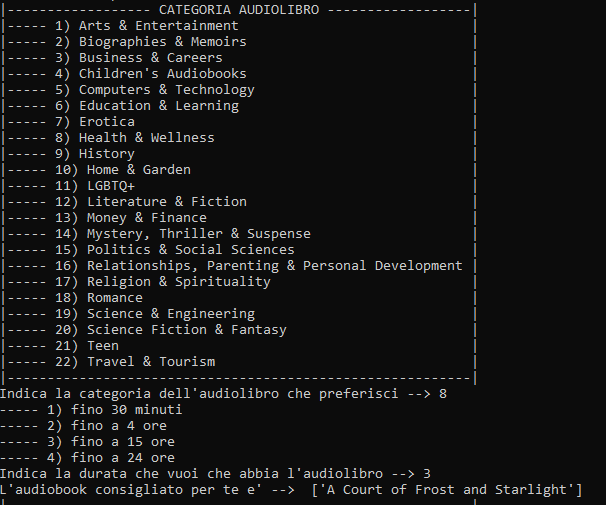 |------------------ CATEGORIA AUDIOLIBRO ------------------|
|----- 1) Arts & Entertainment |
|----- 2) Biographies & Memoirs |
|----- 3) Business & Careers |
|----- 4) Children's Audiobooks |
|----- 5) Computers & Technology |
|----- 6) Education & Learning |
|----- 7) Erotica |
|----- 8) Health & Wellness |
|----- 9) History |
|----- 10) Home & Garden |
|----- 11) LGBTQ+ |
|----- 12) Literature & Fiction |
|----- 13) Money & Finance |
|----- 14) Mystery, Thriller & Suspense |
|----- 15) Politics & Social Sciences |
|----- 16) Relationships, Parenting & Personal Development |
|----- 17) Religion & Spirituality |
|----- 18) Romance |
|----- 19) Science & Engineering |
|----- 20) Science Fiction & Fantasy |
|----- 21) Teen |
|----- 22) Travel & Tourism |
|----------------------------------------------------------|
Indica la categoria dell'audiolibro che preferisci --> 8
----- 1) fino 30 minuti
----- 2) fino a 4 ore
----- 3) fino a 15 ore
----- 4) fino a 24 ore
Indica la durata che vuoi che abbia l'audiolibro --> 3
L'audiobook consigliato per te e' -->  ['A Court of Frost and Starlight']